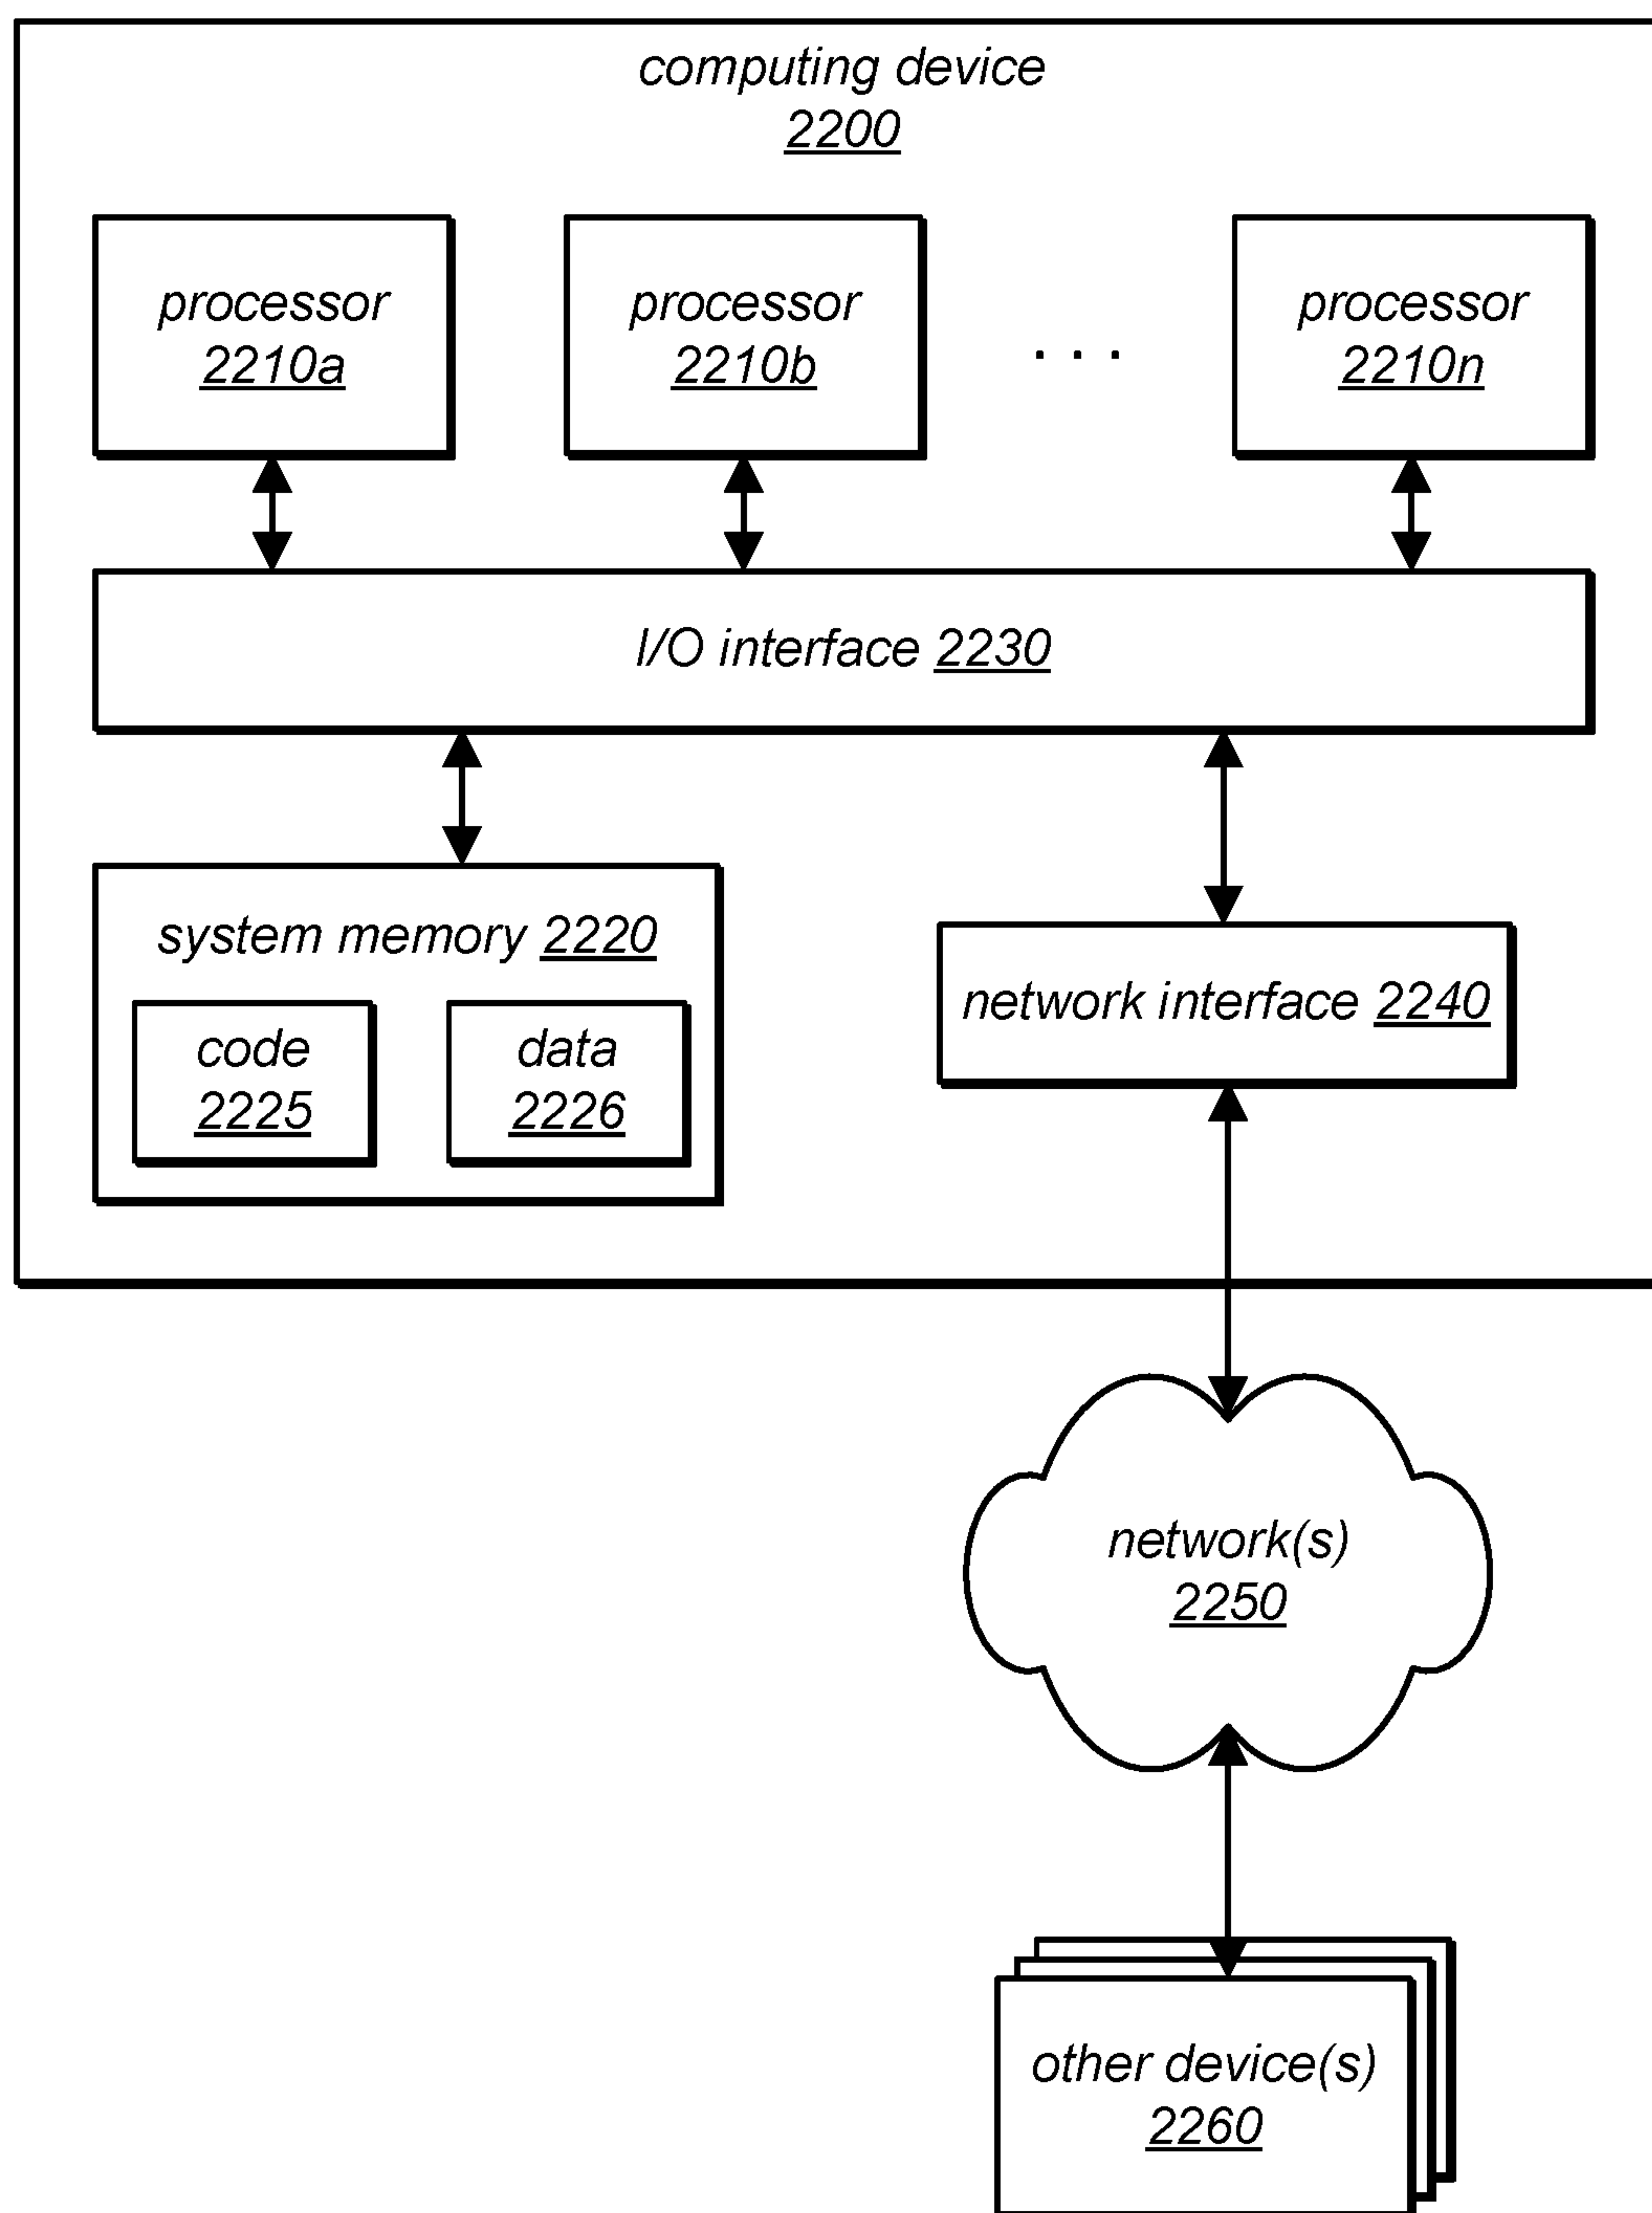 computing device
2200
processor
2210a
processor
2210b
. . .
processor
2210n
I/O interface 2230
system memory 2220
code
2225
data
2226
network interface 2240
network(s)
2250
other device(s)
2260